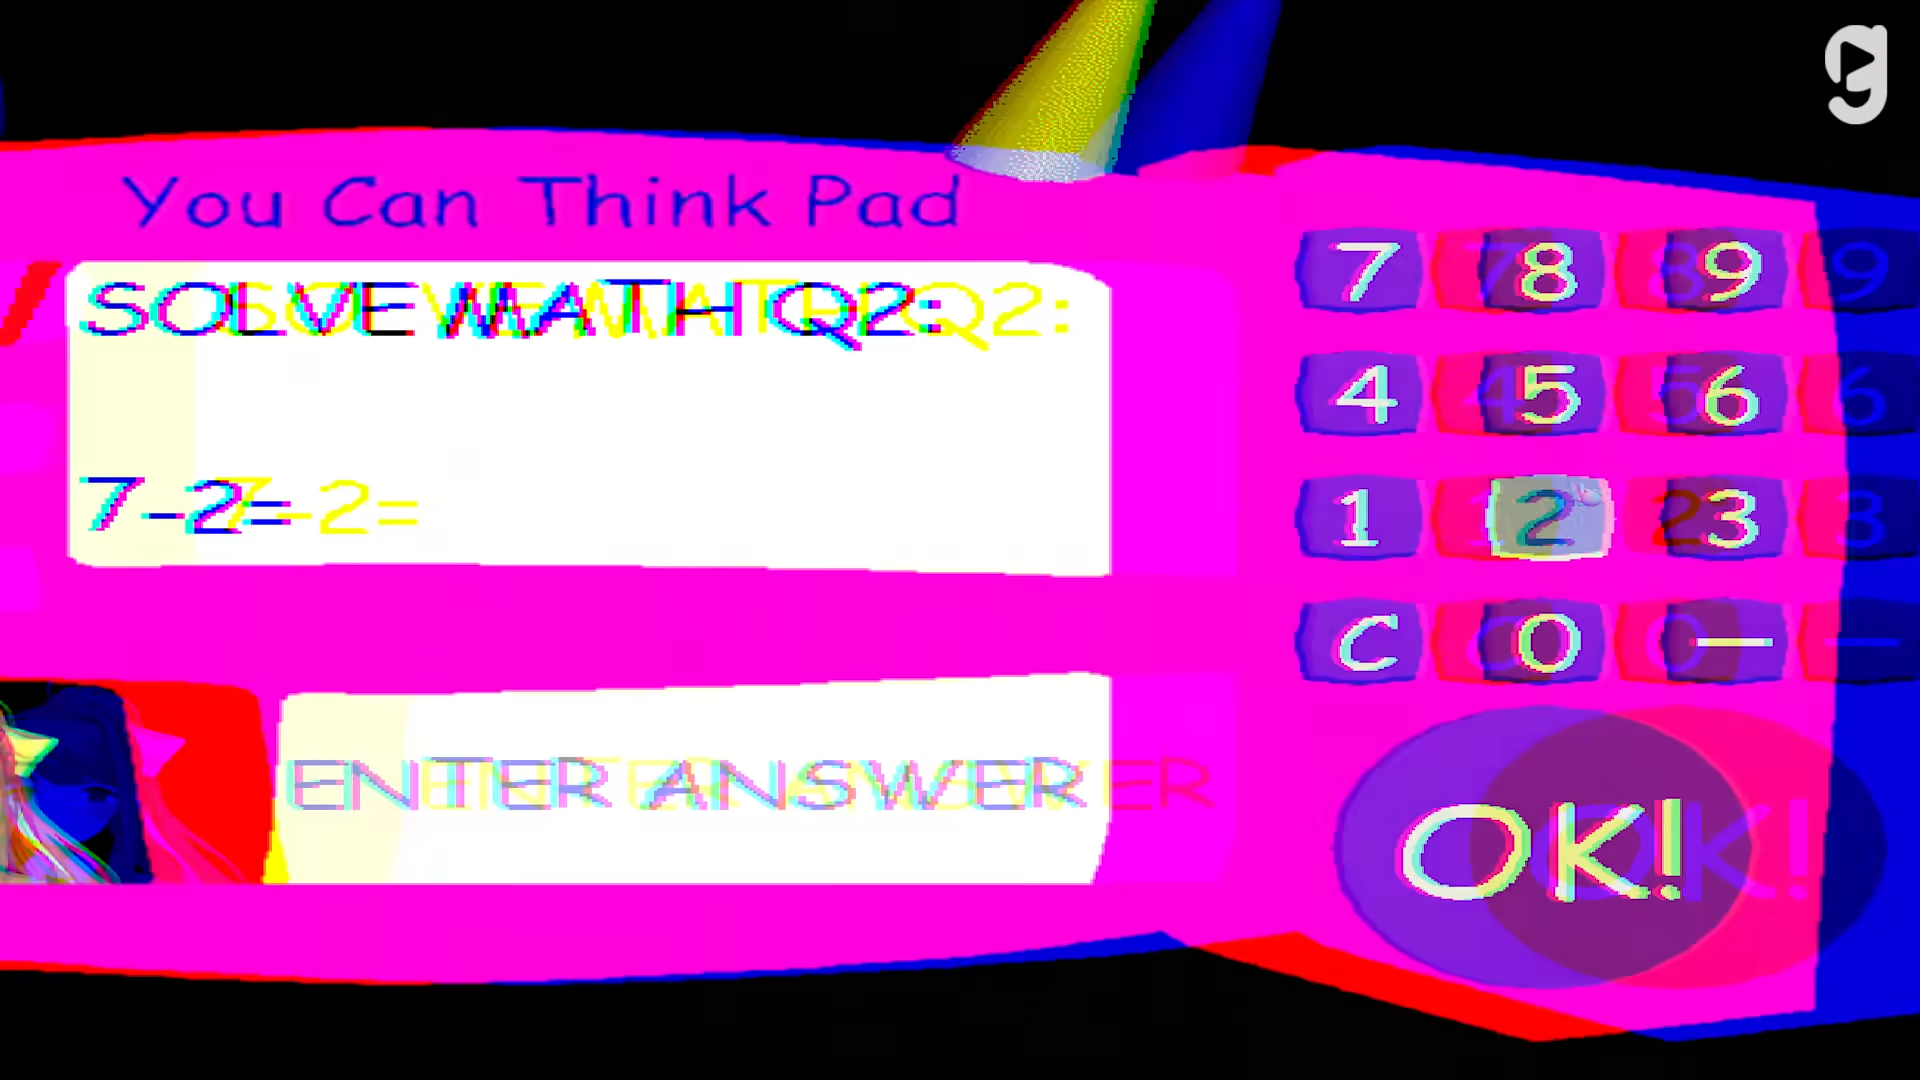 You Can Think Pad
SOLVE MATH Q2:
7-2=
ENTER ANSWER
7 8 9
4 5 6
1 2 3
C 0 —
OK!
g